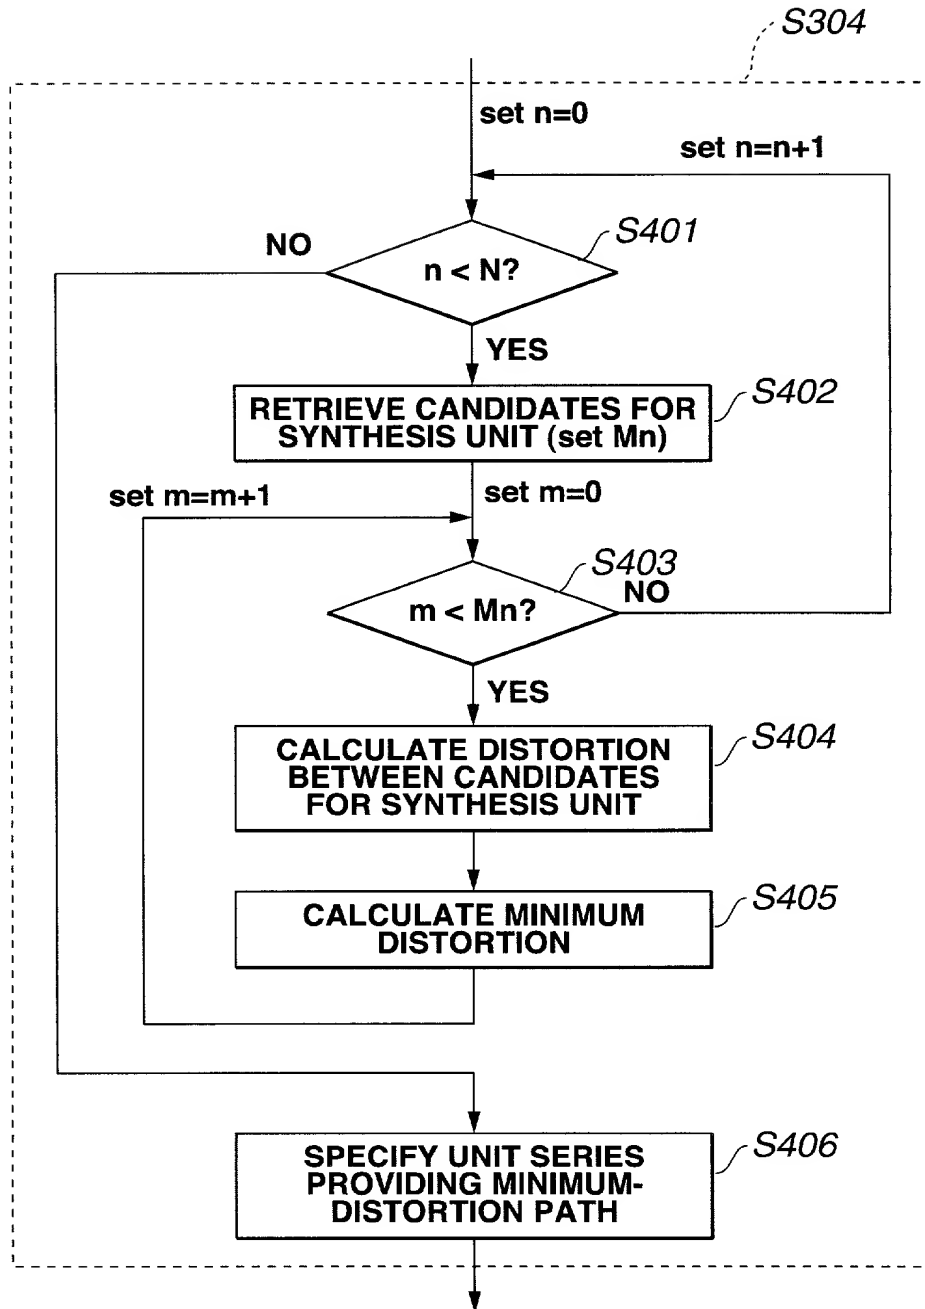 S304
set n=0
set n=n+1
S401
NO
n < N?
YES
S402
RETRIEVE CANDIDATES FOR
SYNTHESIS UNIT (set Mn)
set m=m+1
set m=0
S403
NO
m < Mn?
YES
S404
CALCULATE DISTORTION
BETWEEN CANDIDATES
FOR SYNTHESIS UNIT
S405
CALCULATE MINIMUM
DISTORTION
S406
SPECIFY UNIT SERIES
PROVIDING MINIMUM-
DISTORTION PATH